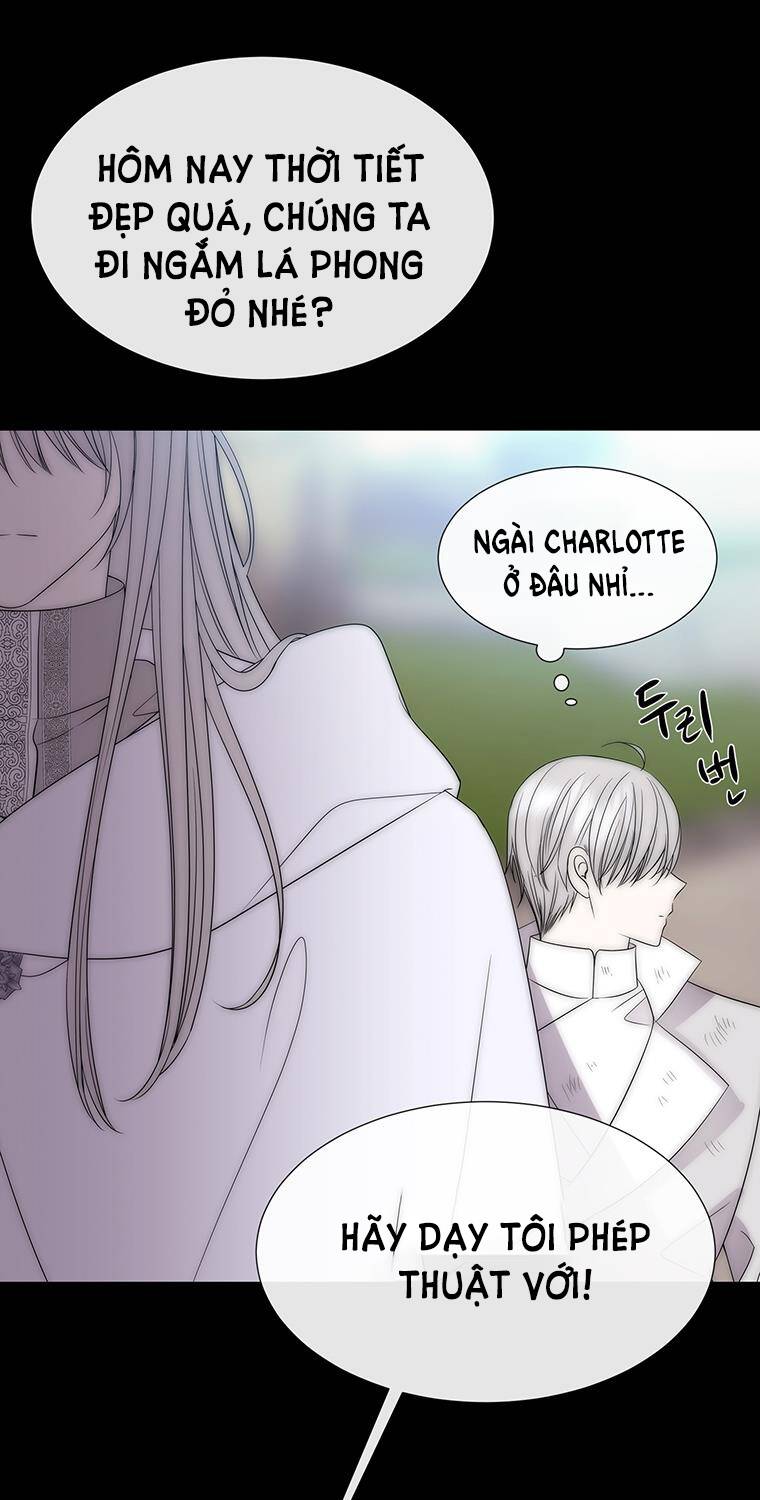 HÔM NAY THỜI TIẾT
ĐẸP QUÁ, CHÚNG TA
ĐI NGẮM LÁ PHONG
ĐỎ NHÉ?
NGÀI CHARLOTTE
Ở ĐÂU NHỈ...
두리
번
HÃY DẠY TÔI PHÉP
THUẬT VỚI!